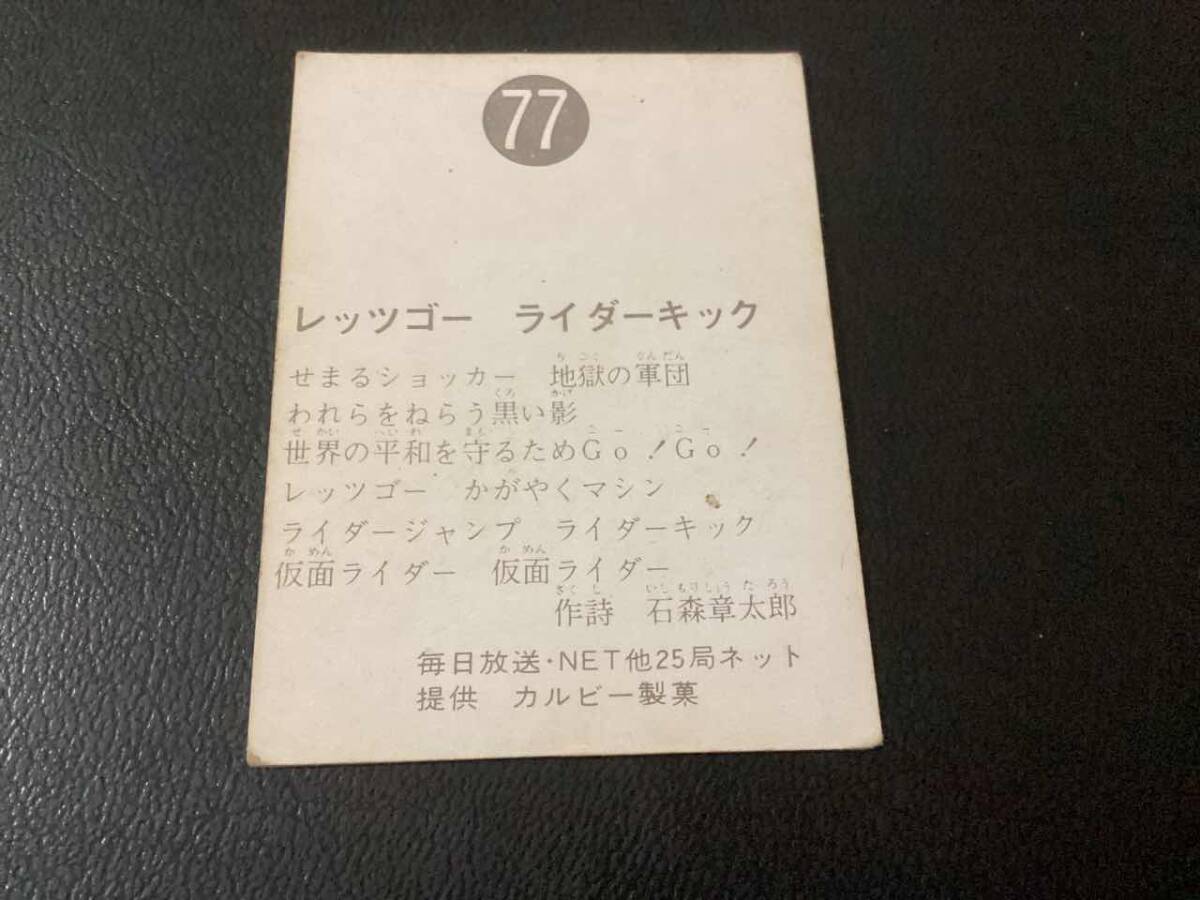 77
レッツゴー　ライダーキック
せまるショッカー　地獄の軍団
われらをねらう黒い影
世界の平和を守るためGo！Go！
レッツゴー　かがやくマシン
ライダージャンプ　ライダーキック
仮面ライダー　仮面ライダー
作詩　石森章太郎
毎日放送・NET他25局ネット
提供　カルビー製菓